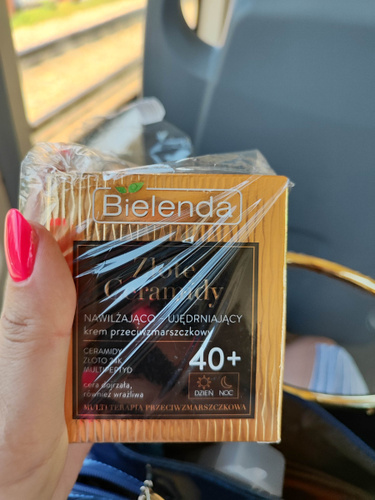 Bielenda
Złote
Ceramidy
NAWILŻAJĄCO - UJĘDRNIAJĄCY
krem przeciwzmarszczkowy
CERAMIDY
ZŁOTO 24K
MULTIPEPTYD
40+
cera dojrzała,
również wrażliwa
DZIEŃ NOC
MULTITERAPIA PRZECIWZMARSZCZKOWA